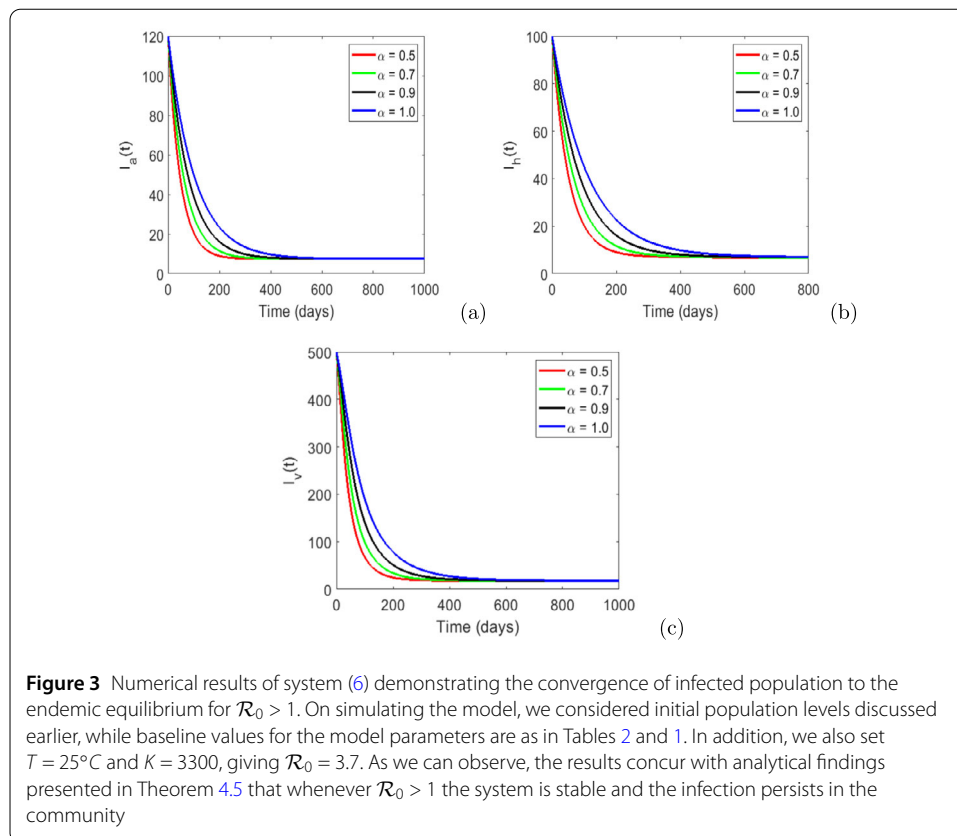 120
100
80
60
40
20
0
I_a(t)
α = 0.5
α = 0.7
α = 0.9
α = 1.0
0 200 400 600 800 1000
Time (days)
(a)
100
80
60
40
20
0
I_h(t)
α = 0.5
α = 0.7
α = 0.9
α = 1.0
0 200 400 600 800
Time (days)
(b)
500
400
300
200
100
0
I_v(t)
α = 0.5
α = 0.7
α = 0.9
α = 1.0
0 200 400 600 800 1000
Time (days)
(c)
Figure 3 Numerical results of system (6) demonstrating the convergence of infected population to the
endemic equilibrium for R₀ > 1. On simulating the model, we considered initial population levels discussed
earlier, while baseline values for the model parameters are as in Tables 2 and 1. In addition, we also set
T = 25°C and K = 3300, giving R₀ = 3.7. As we can observe, the results concur with analytical findings
presented in Theorem 4.5 that whenever R₀ > 1 the system is stable and the infection persists in the
community